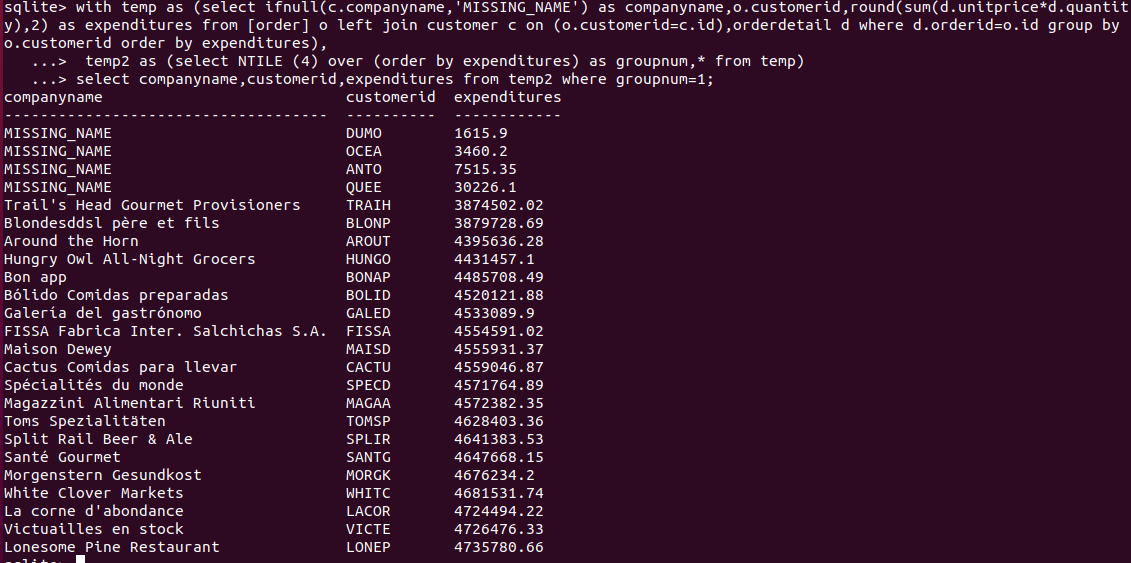 sqlite> with temp as (select ifnull(c.companyname,'MISSING_NAME') as companyname,o.customerid,round(sum(d.unitprice*d.quantit
y),2) as expenditures from [order] o left join customer c on (o.customerid=c.id),orderdetail d where d.orderid=o.id group by
o.customerid order by expenditures),
   ...>  temp2 as (select NTILE (4) over (order by expenditures) as groupnum,* from temp)
   ...> select companyname,customerid,expenditures from temp2 where groupnum=1;
companyname                           customerid  expenditures
------------------------------------  ----------  ------------
MISSING_NAME                          DUMO        1615.9
MISSING_NAME                          OCEA        3460.2
MISSING_NAME                          ANTO        7515.35
MISSING_NAME                          QUEE        30226.1
Trail's Head Gourmet Provisioners     TRAIH       3874502.02
Blondesddsl père et fils              BLONP       3879728.69
Around the Horn                       AROUT       4395636.28
Hungry Owl All-Night Grocers          HUNGO       4431457.1
Bon app                               BONAP       4485708.49
Bólido Comidas preparadas             BOLID       4520121.88
Galería del gastrónomo                GALED       4533089.9
FISSA Fabrica Inter. Salchichas S.A.  FISSA       4554591.02
Maison Dewey                          MAISD       4555931.37
Cactus Comidas para llevar            CACTU       4559046.87
Spécialités du monde                  SPECD       4571764.89
Magazzini Alimentari Riuniti          MAGAA       4572382.35
Toms Spezialitäten                    TOMSP       4628403.36
Split Rail Beer & Ale                 SPLIR       4641383.53
Santé Gourmet                         SANTG       4647668.15
Morgenstern Gesundkost                MORGK       4676234.2
White Clover Markets                  WHITC       4681531.74
La corne d'abondance                  LACOR       4724494.22
Victuailles en stock                  VICTE       4726476.33
Lonesome Pine Restaurant              LONEP       4735780.66
sqlite>